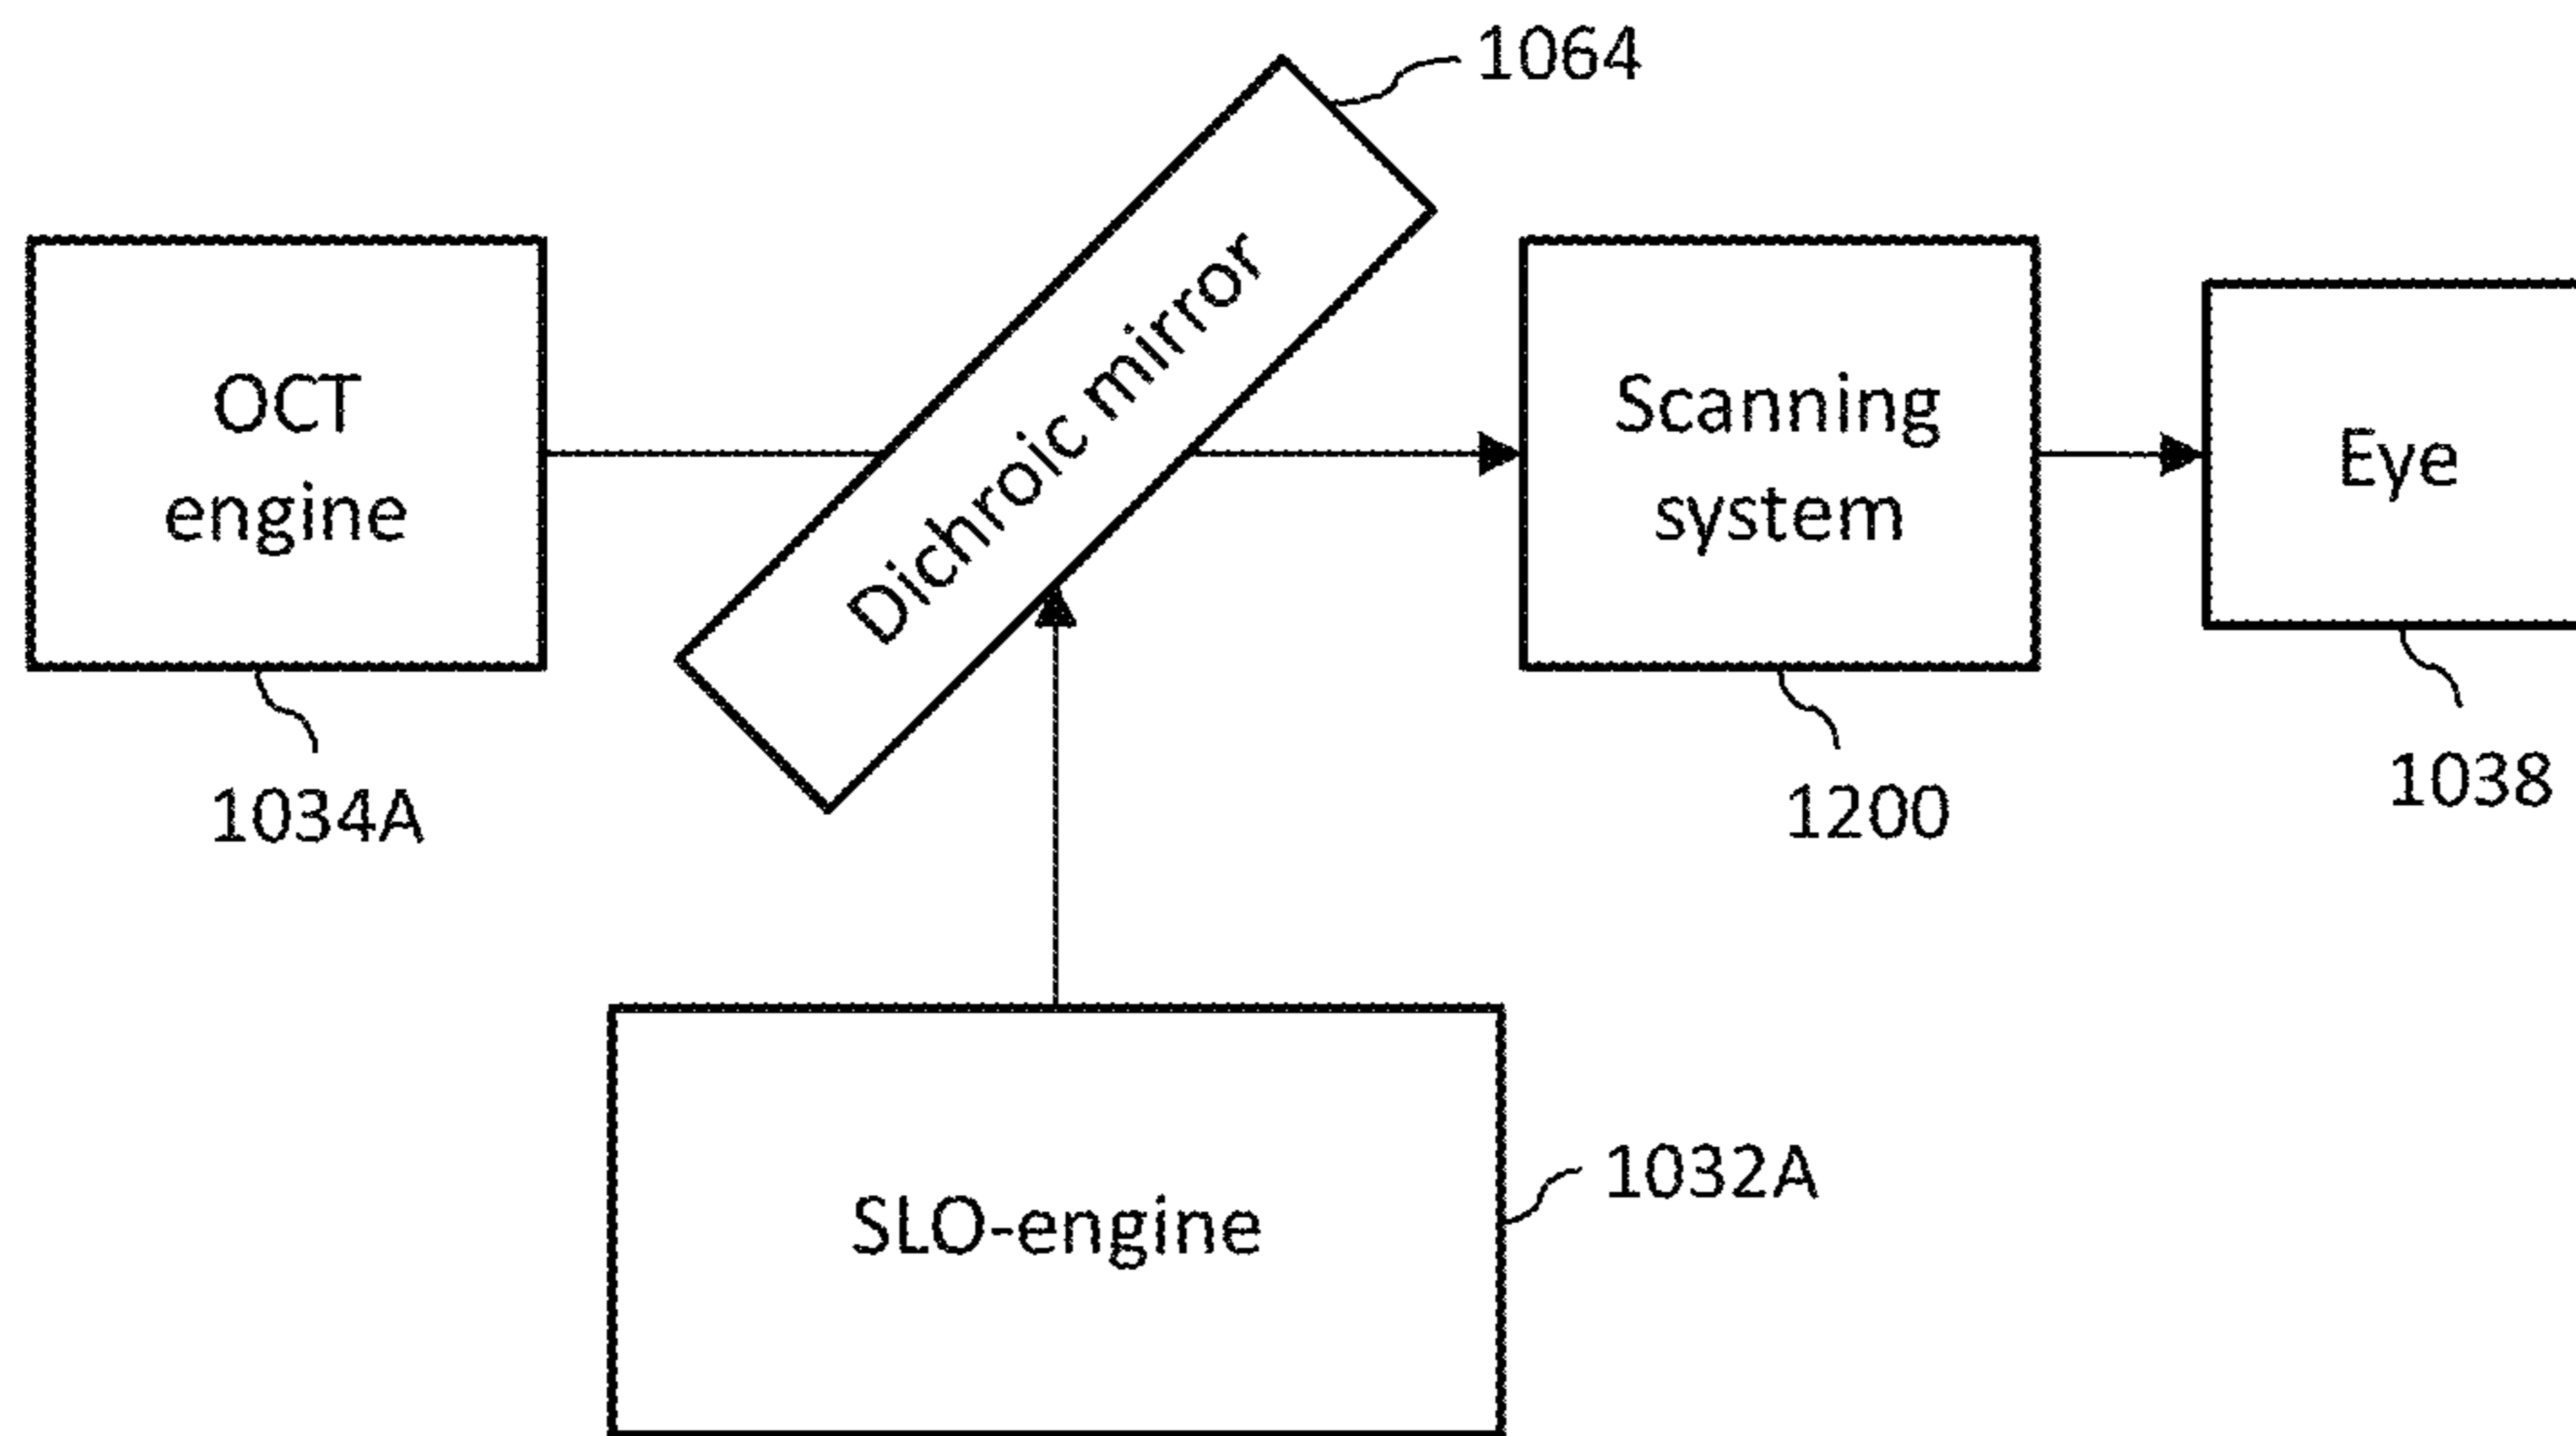 1064
Dichroic mirror
OCT
engine
Scanning
system
Eye
1034A
1200
1038
SLO-engine
1032A